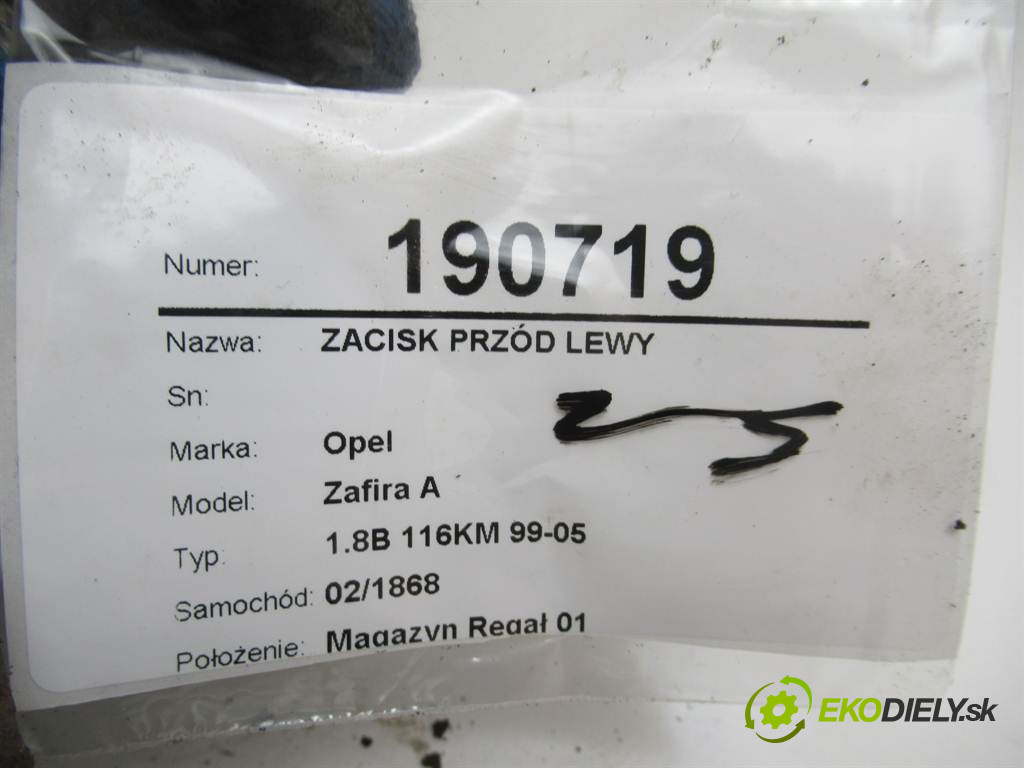 Numer: 190719
Nazwa: ZACISK PRZÓD LEWY
Sn:
Marka: Opel
Model: Zafira A
Typ: 1.8B 116KM 99-05
Samochód: 02/1868
Położenie: Magazyn Regał 01
EKODIELY.sk